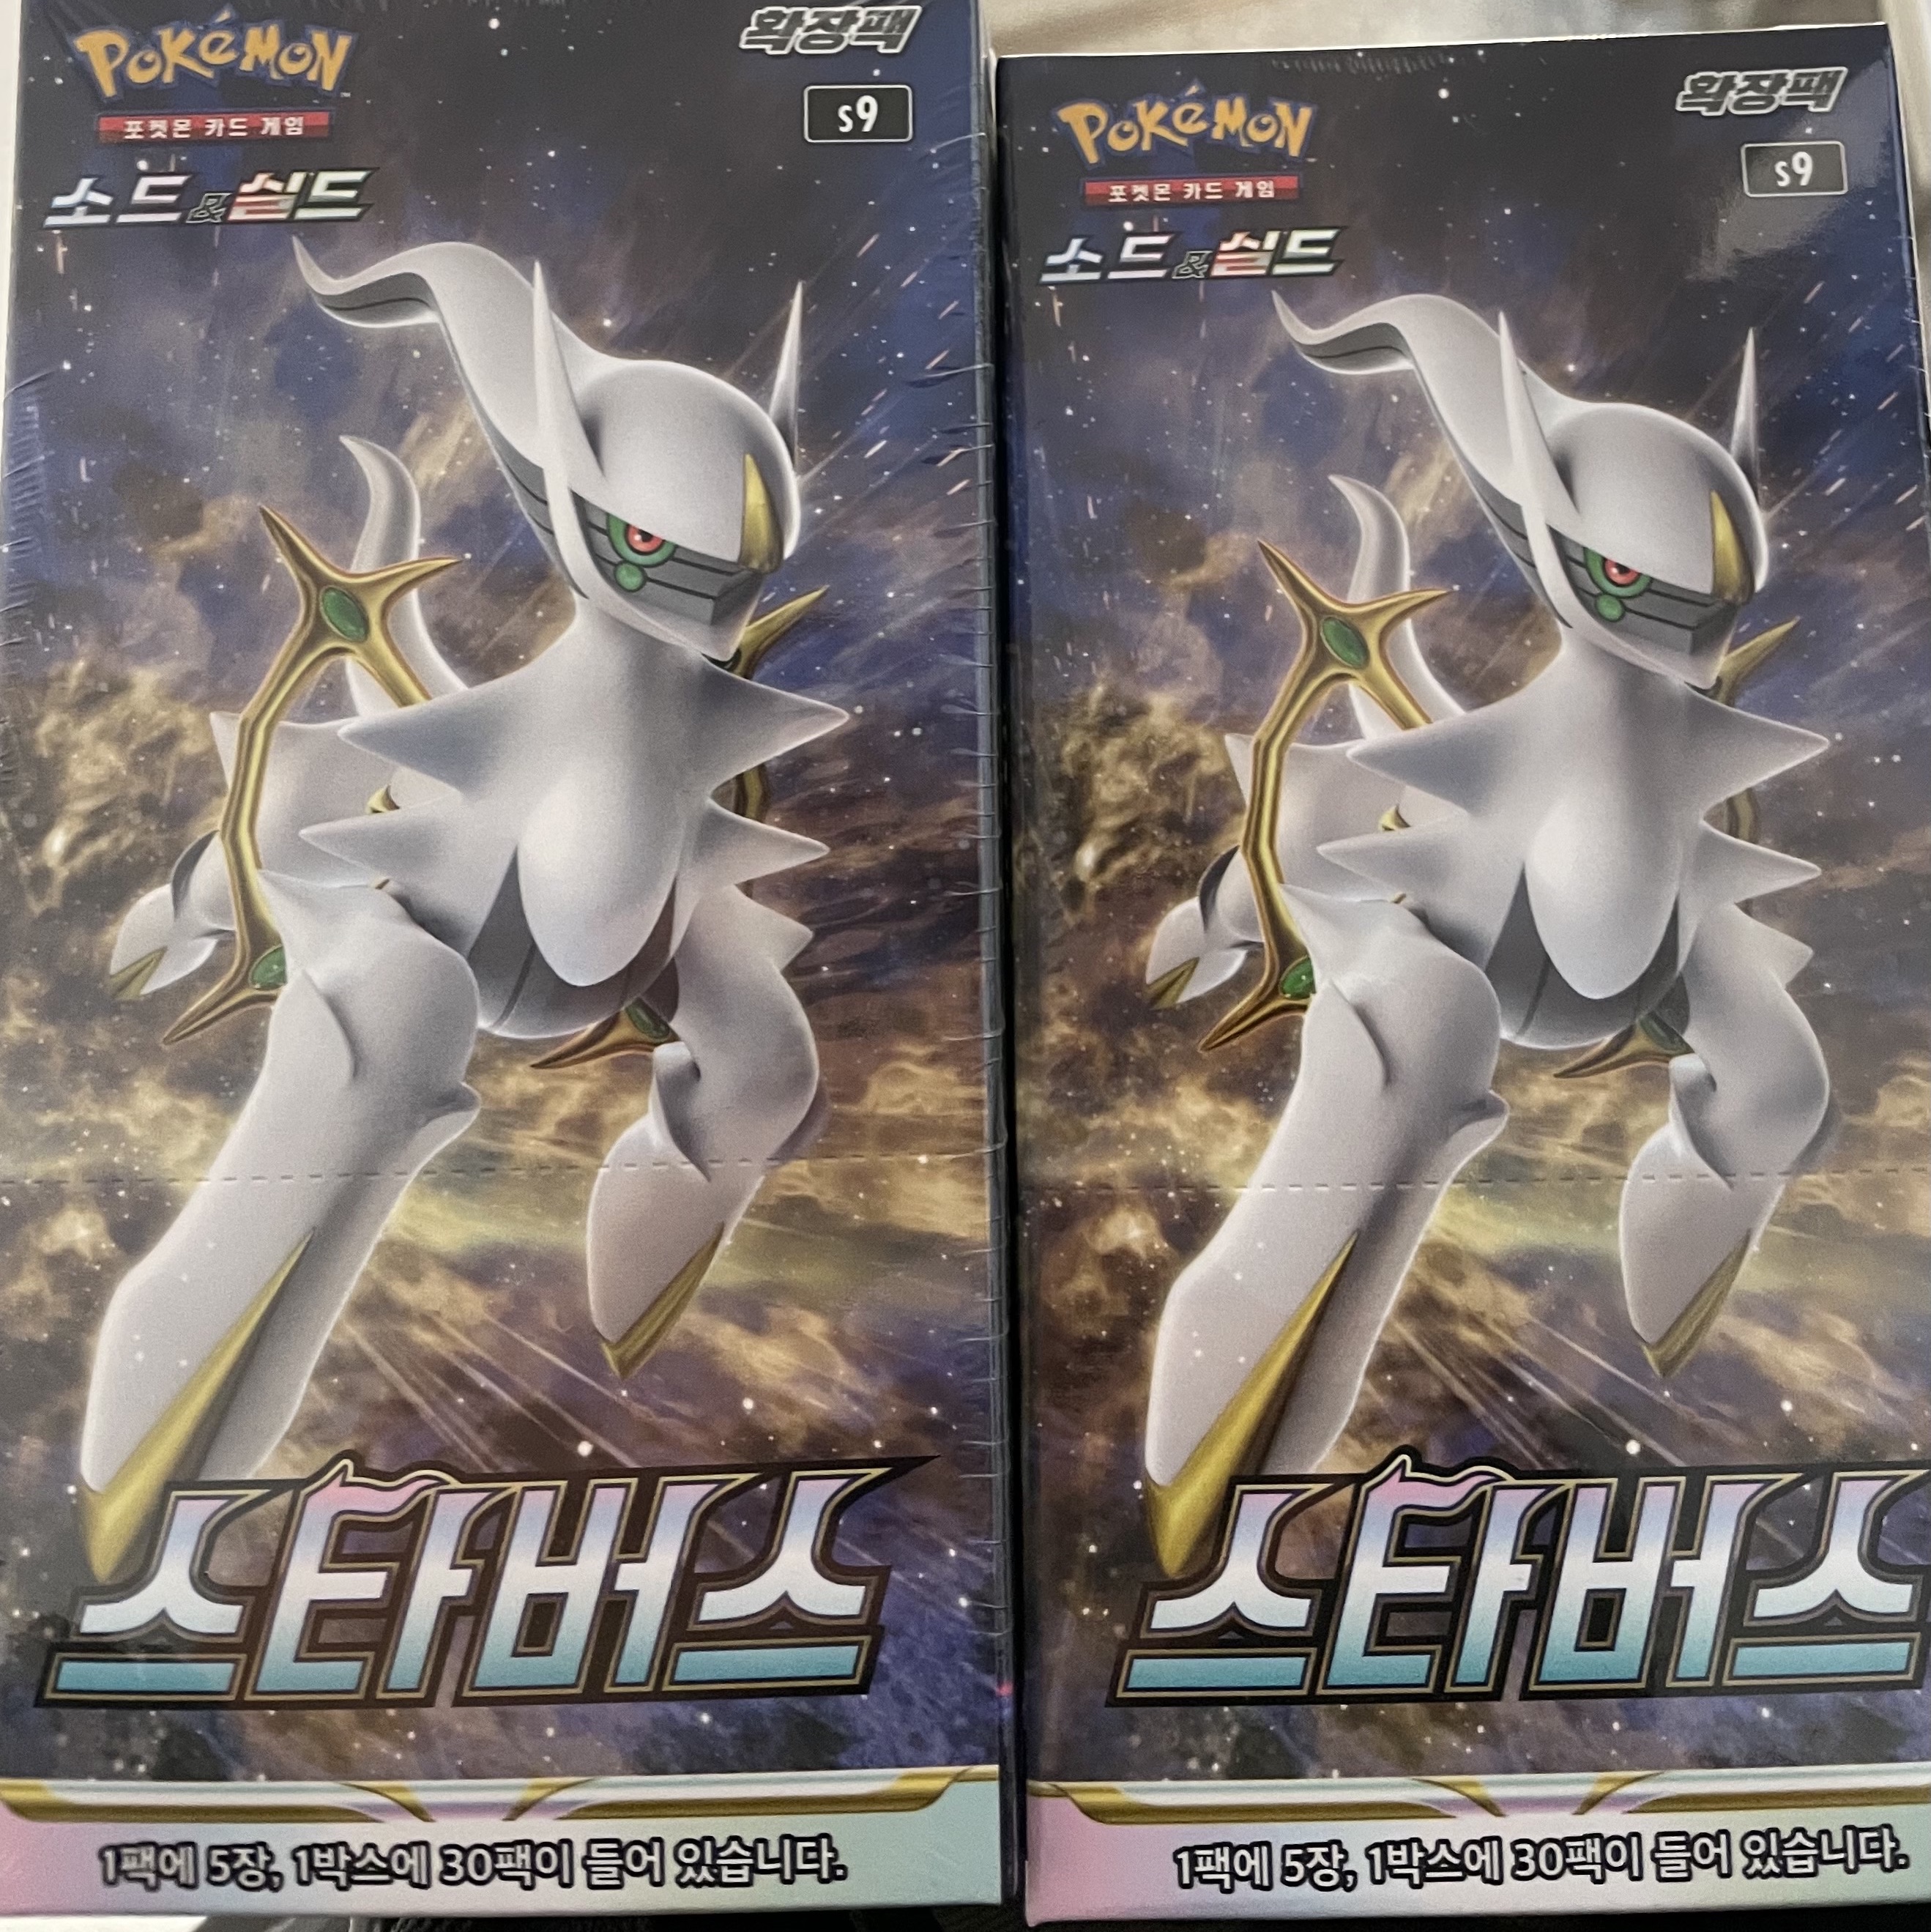 Pokémon
포켓몬 카드 게임
소드&실드
확장팩
s9
스타버스
1팩에 5장, 1박스에 30팩이 들어 있습니다.
Pokémon
포켓몬 카드 게임
소드&실드
확장팩
s9
스타버스
1팩에 5장, 1박스에 30팩이 들어 있습니다.